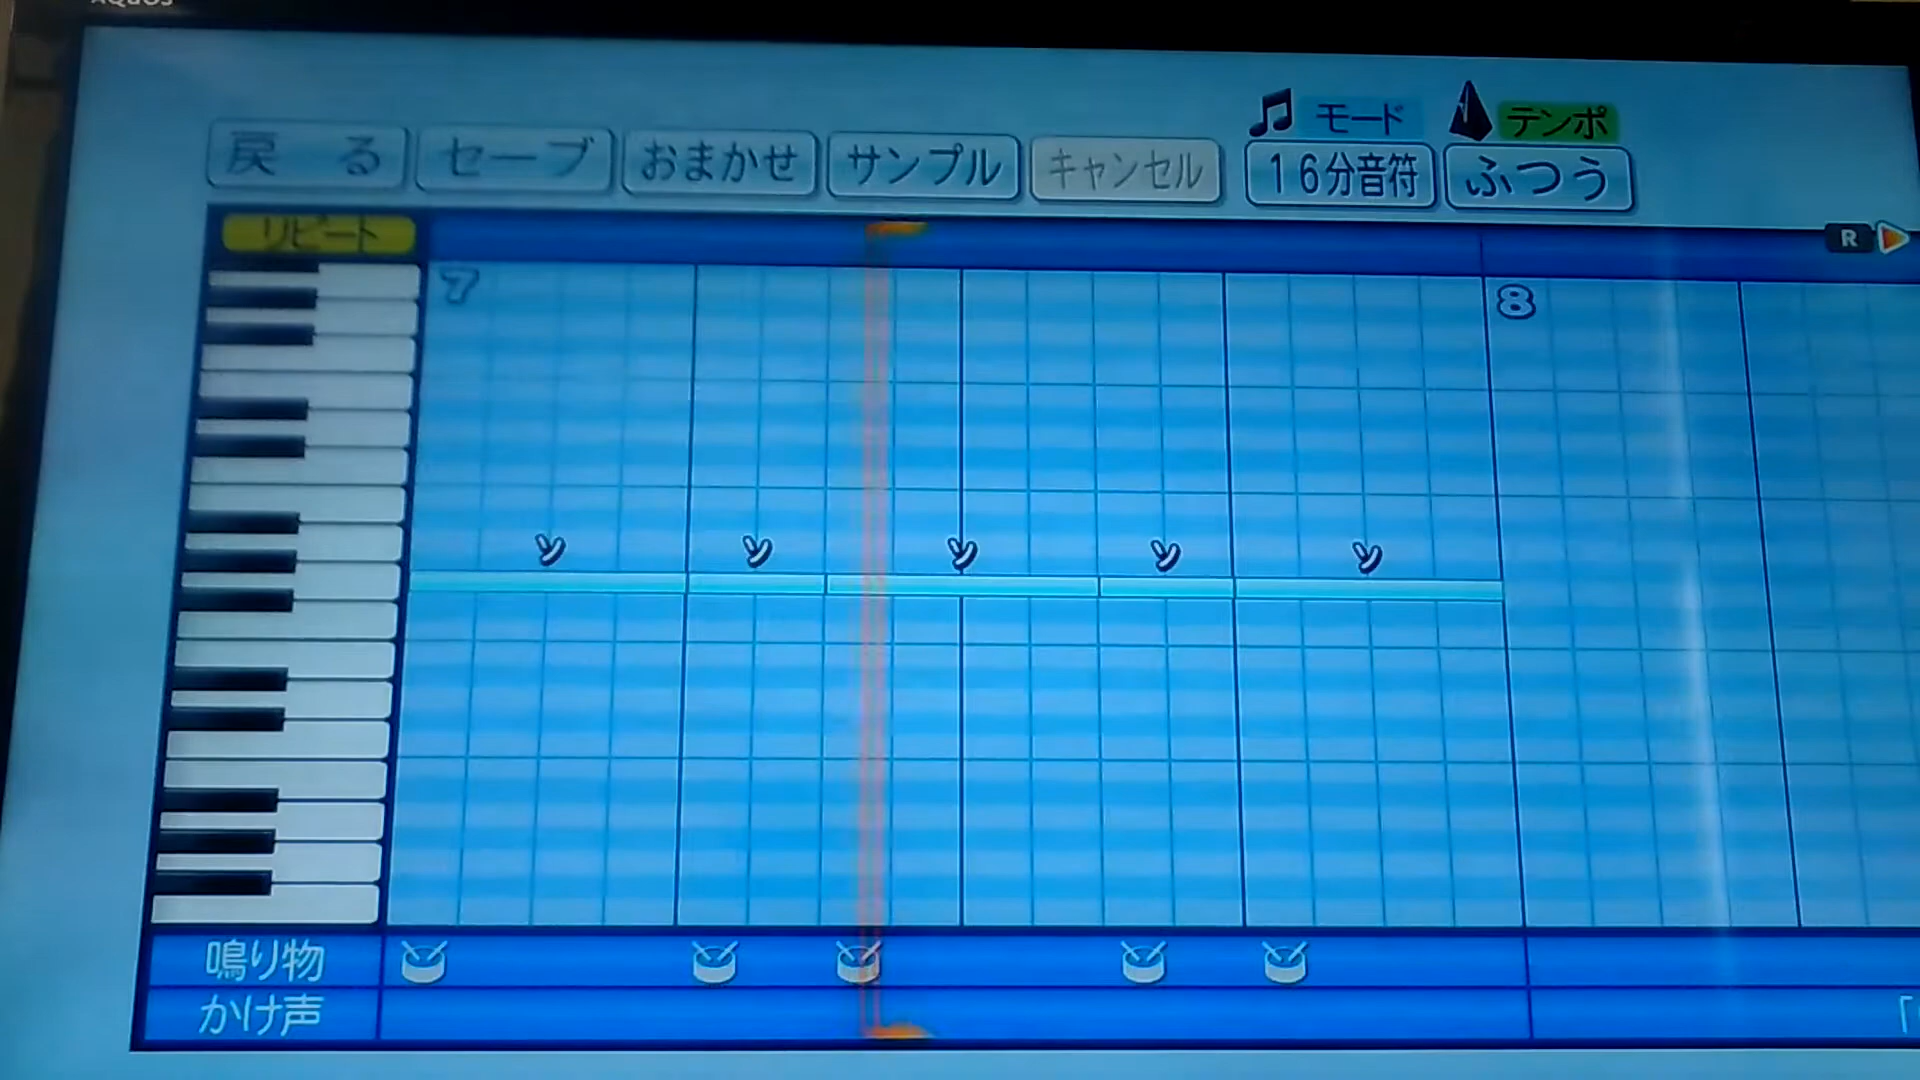 AQUOS
モード テンポ
戻る セーブ おまかせ サンプル キャンセル 16分音符 ふつう
リピート R
7 8
ソ ソ ソ ソ ソ
鳴り物
かけ声 「